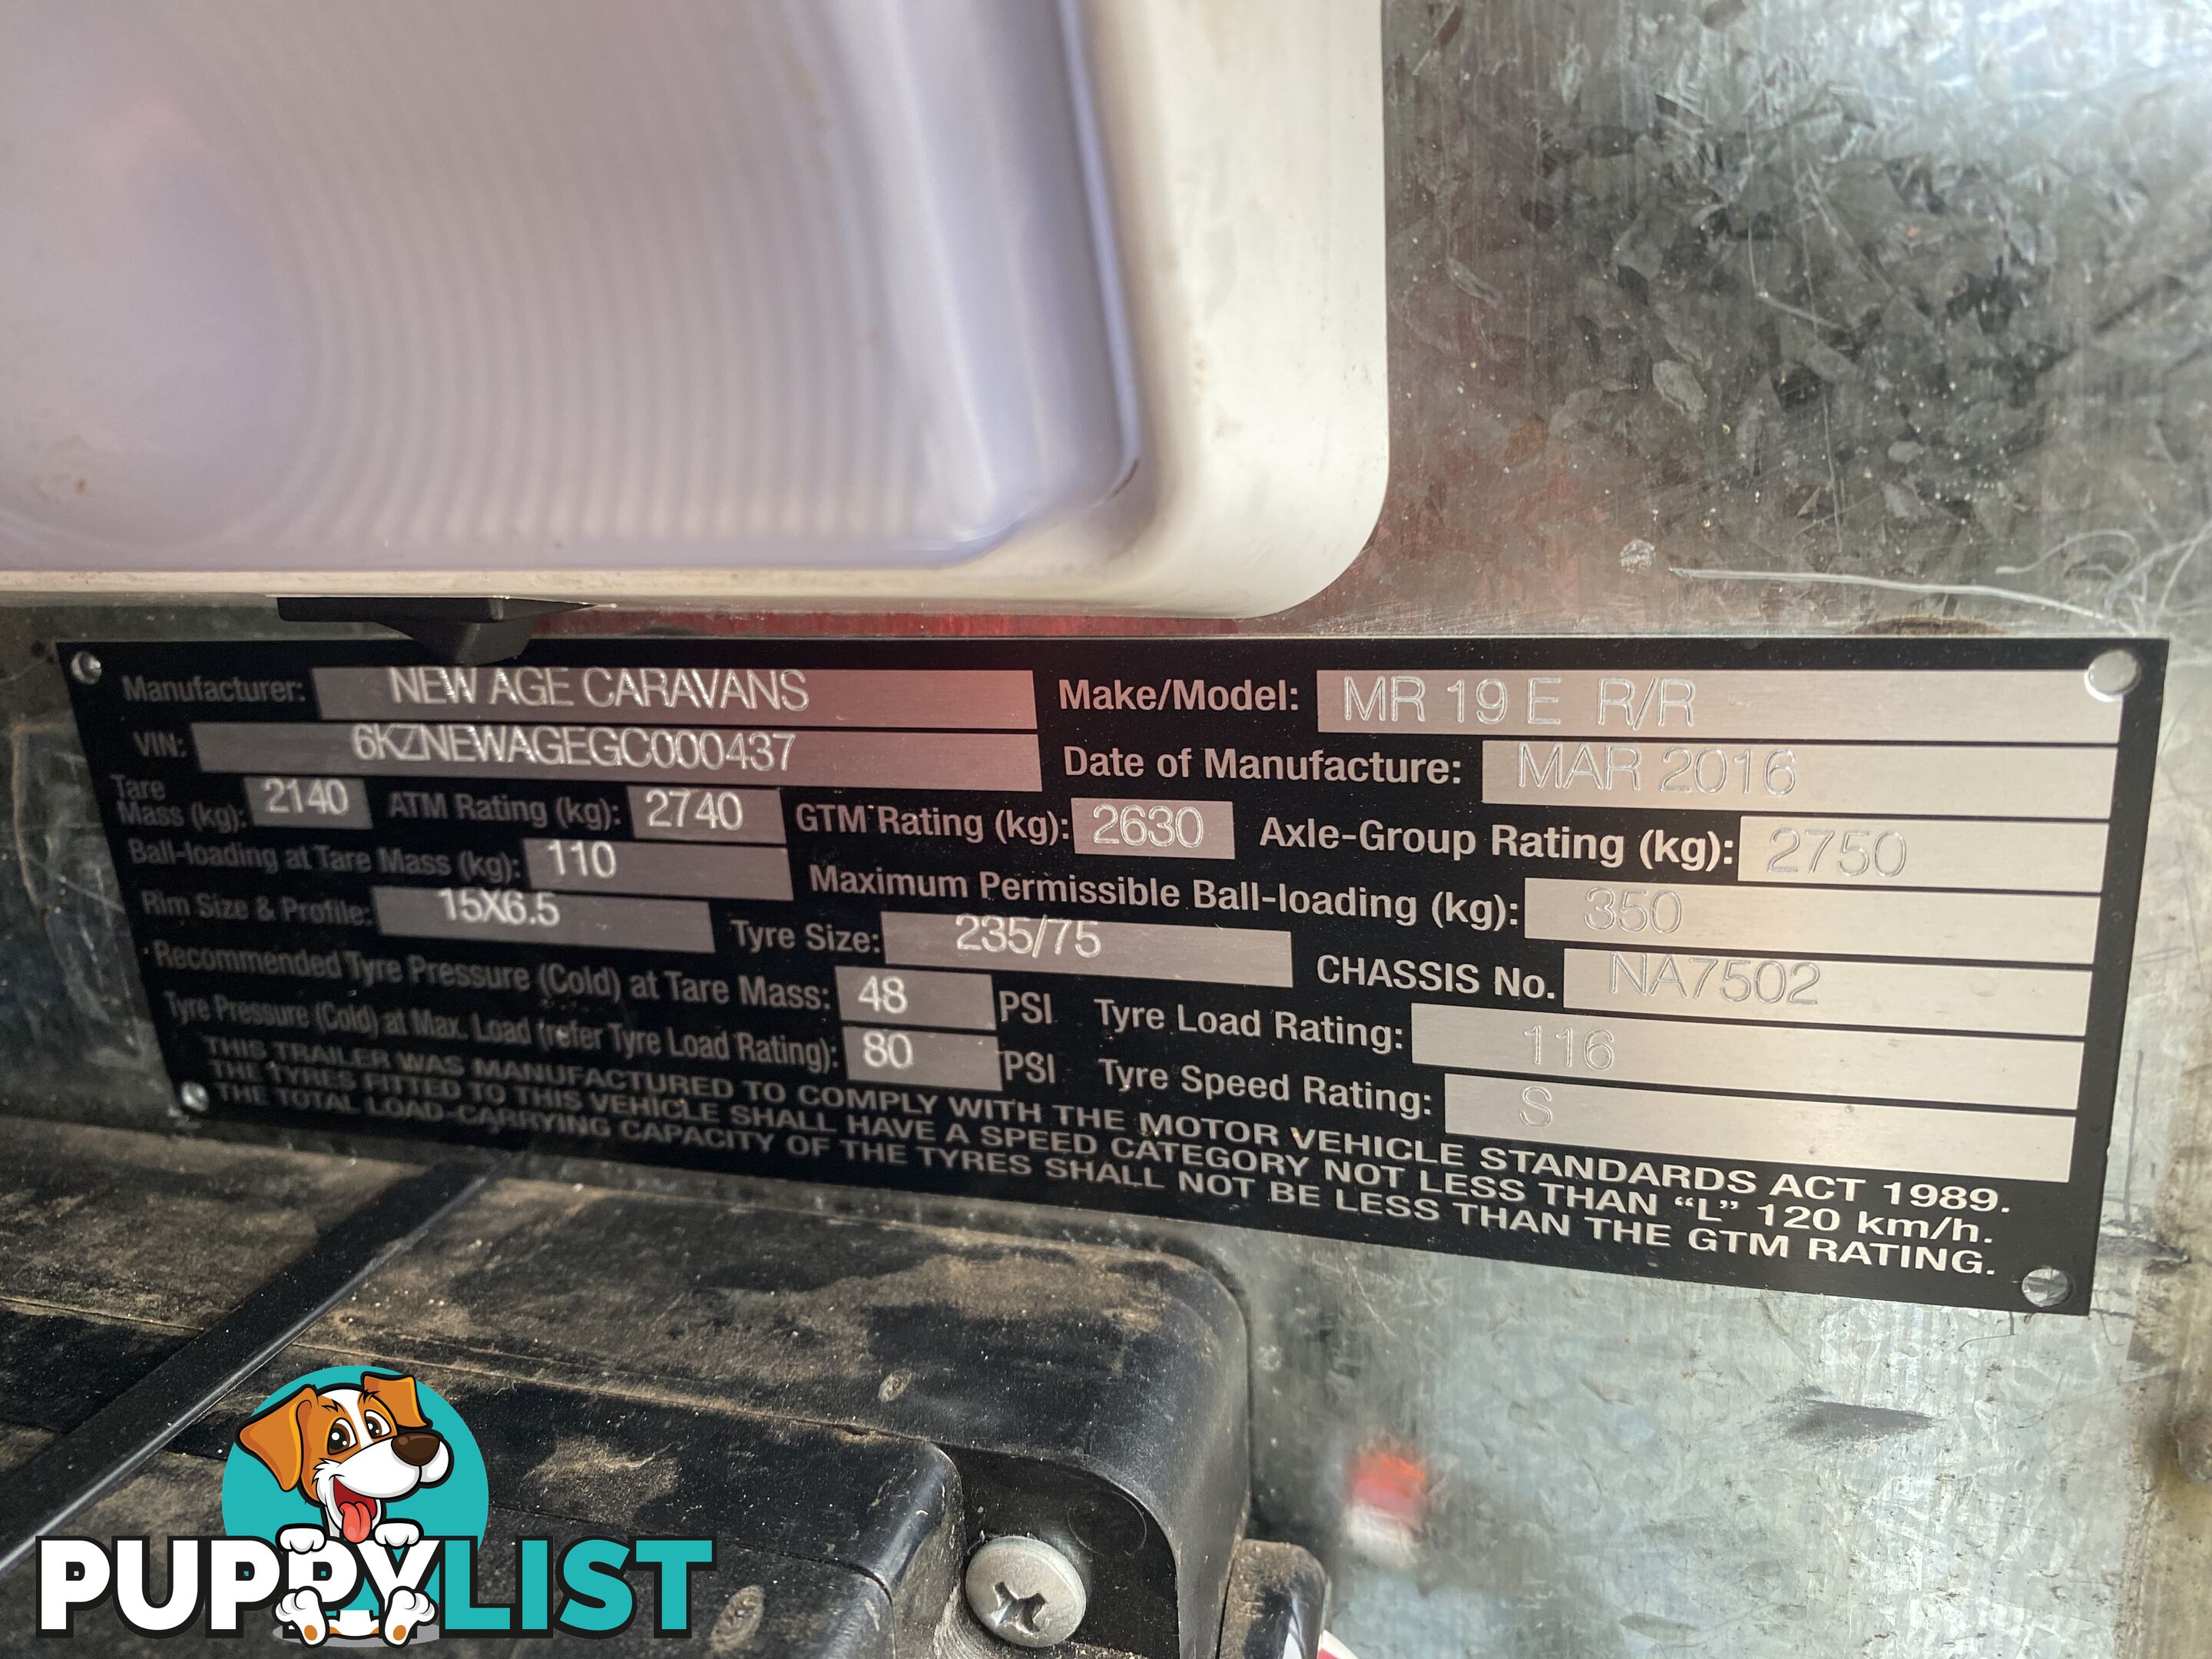 Manufacturer: NEW AGE CARAVANS Make/Model: MR 19 E R/R
VIN: 6KZNEWAGEGC000437 Date of Manufacture: MAR 2016
Tare Mass (kg): 2140 ATM Rating (kg): 2740 GTM Rating (kg): 2630 Axle-Group Rating (kg): 2750
Ball-loading at Tare Mass (kg): 110 Maximum Permissible Ball-loading (kg): 350
Rim Size & Profile: 15X6.5 Tyre Size: 235/75 CHASSIS No. NA7502
Recommended Tyre Pressure (Cold) at Tare Mass: 48 PSI Tyre Load Rating: 116
Tyre Pressure (Cold) at Max. Load (refer Tyre Load Rating): 80 PSI Tyre Speed Rating: S
THIS TRAILER WAS MANUFACTURED TO COMPLY WITH THE MOTOR VEHICLE STANDARDS ACT 1989.
THE TYRES FITTED TO THIS VEHICLE SHALL HAVE A SPEED CATEGORY NOT LESS THAN “L” 120 km/h.
THE TOTAL LOAD-CARRYING CAPACITY OF THE TYRES SHALL NOT BE LESS THAN THE GTM RATING.
PUPPYLIST